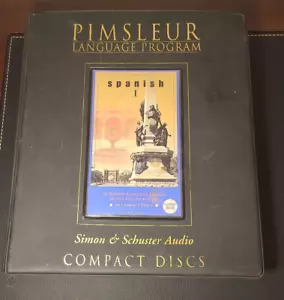 PIMSLEUR
LANGUAGE PROGRAM
spanish
I
Simon & Schuster Audio
COMPACT DISCS